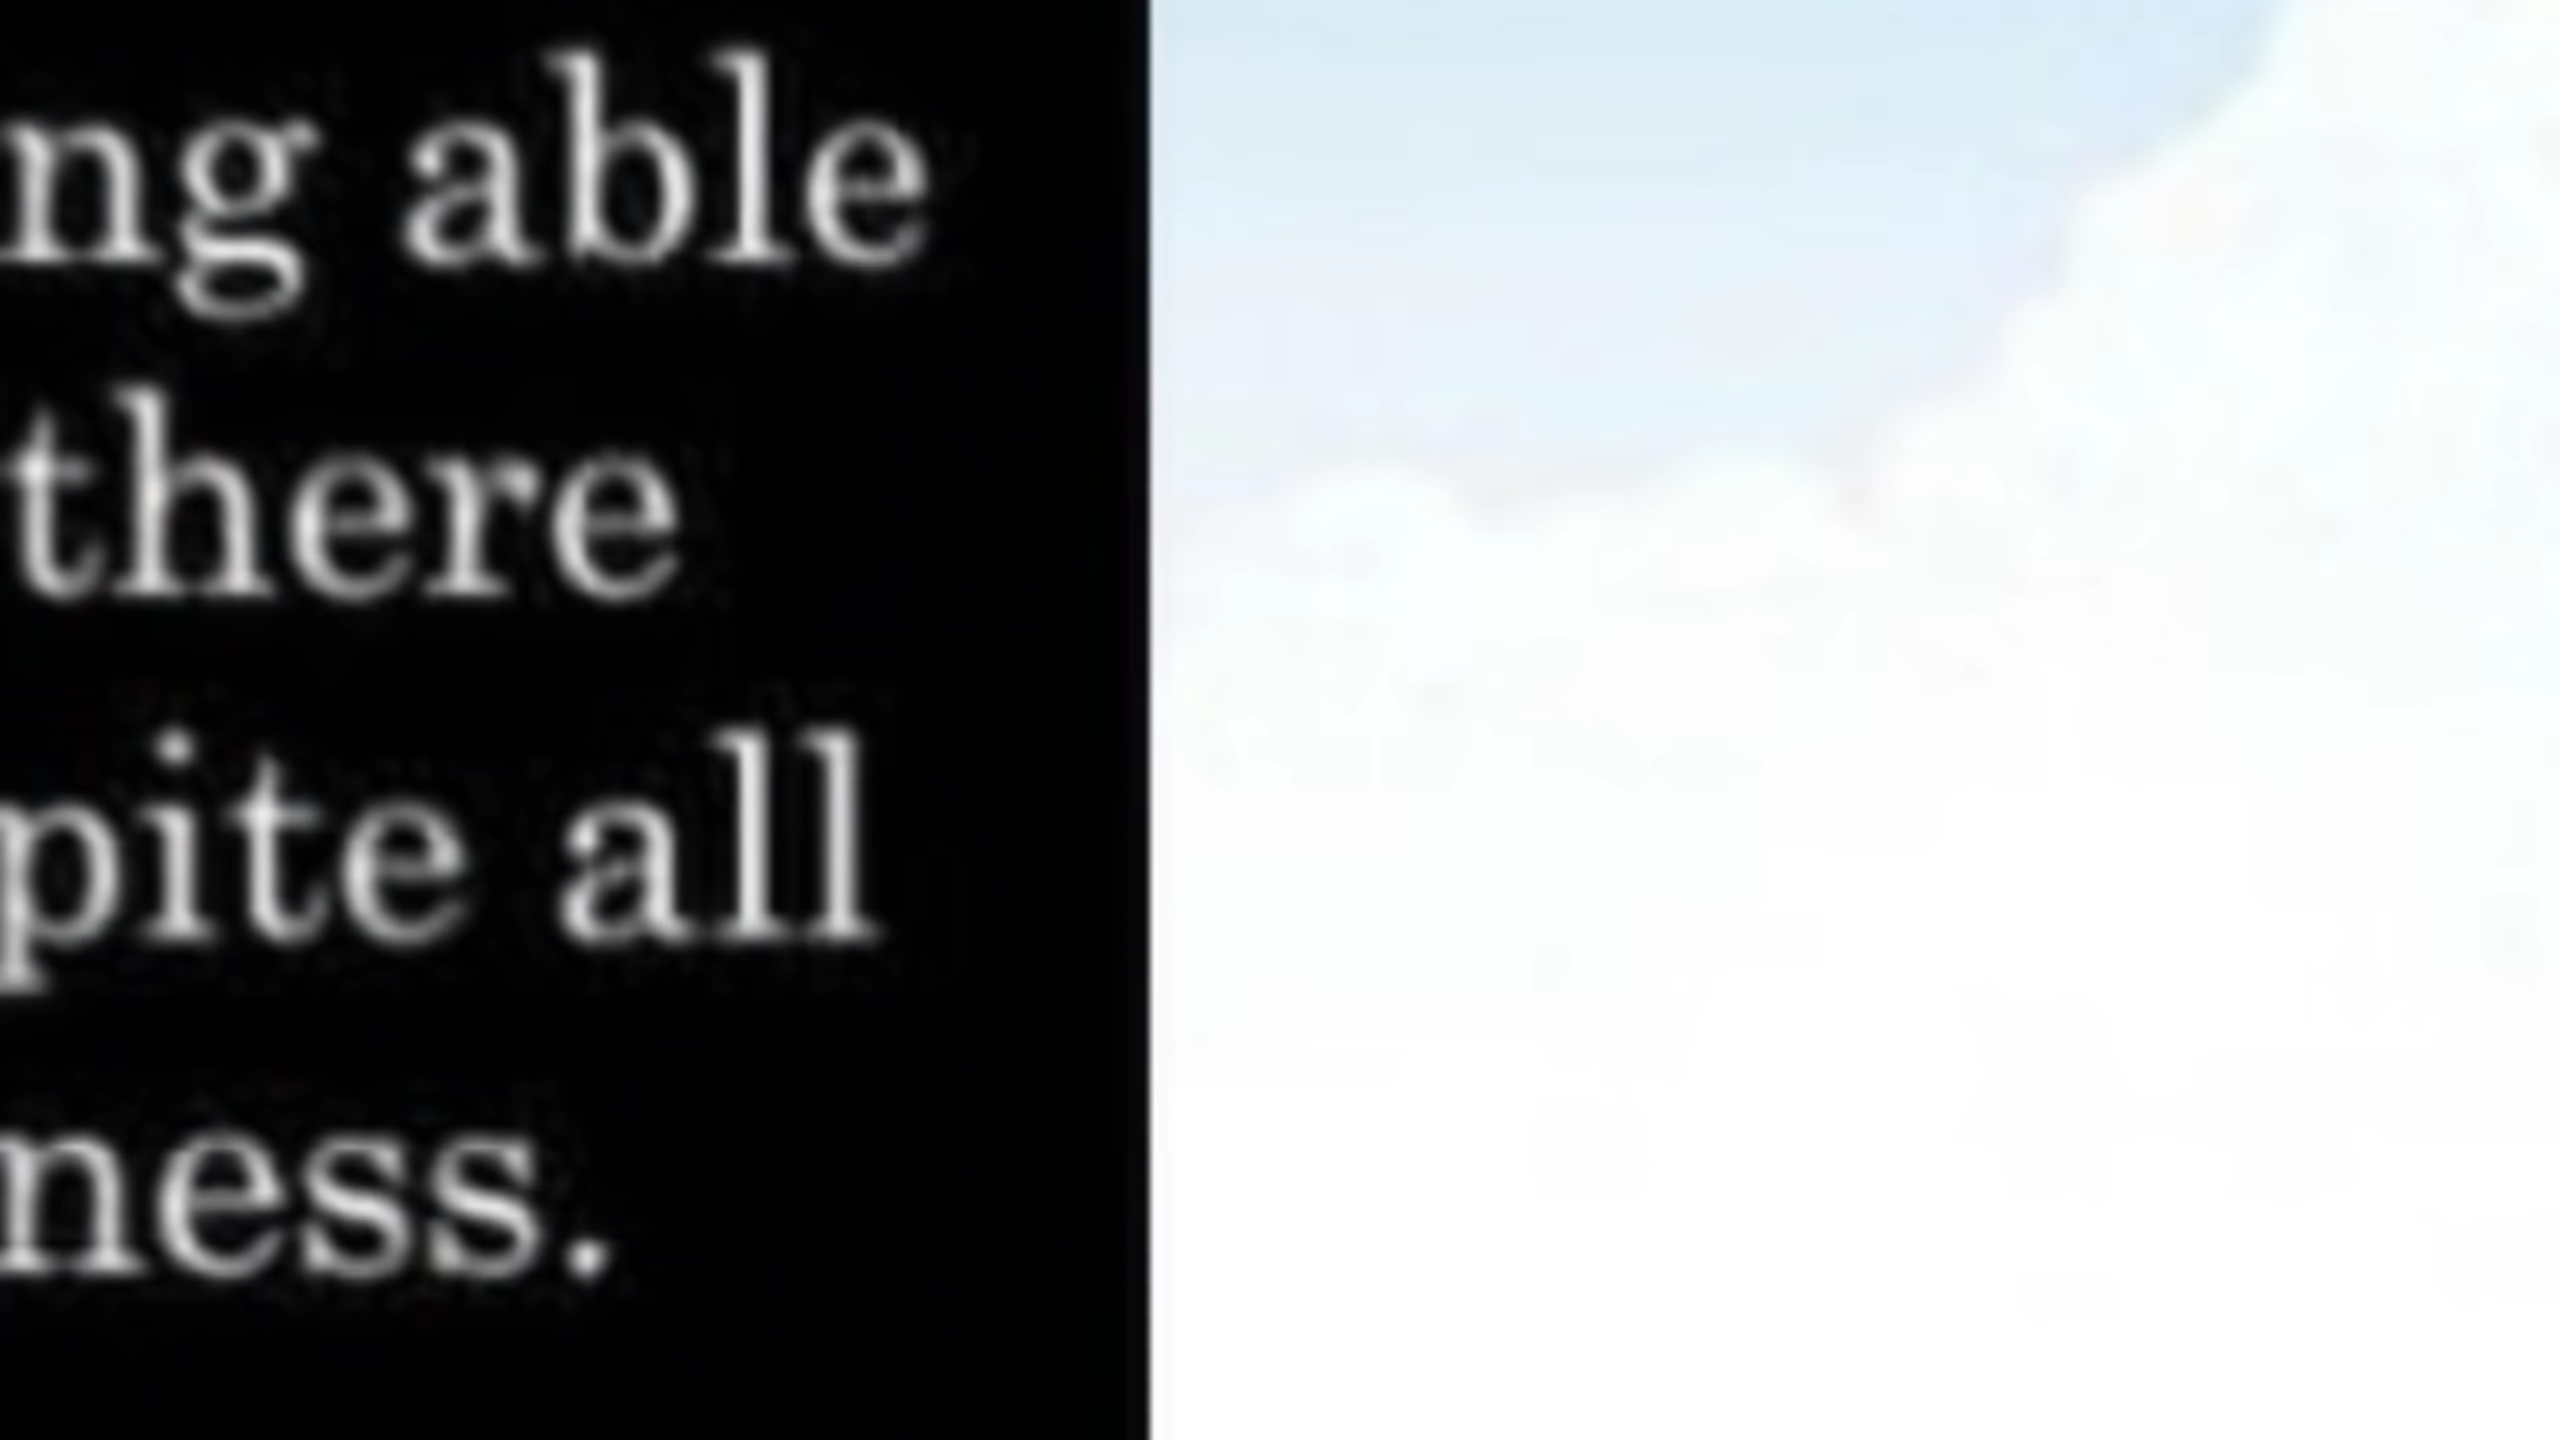 ng able
there
pite all
ness.